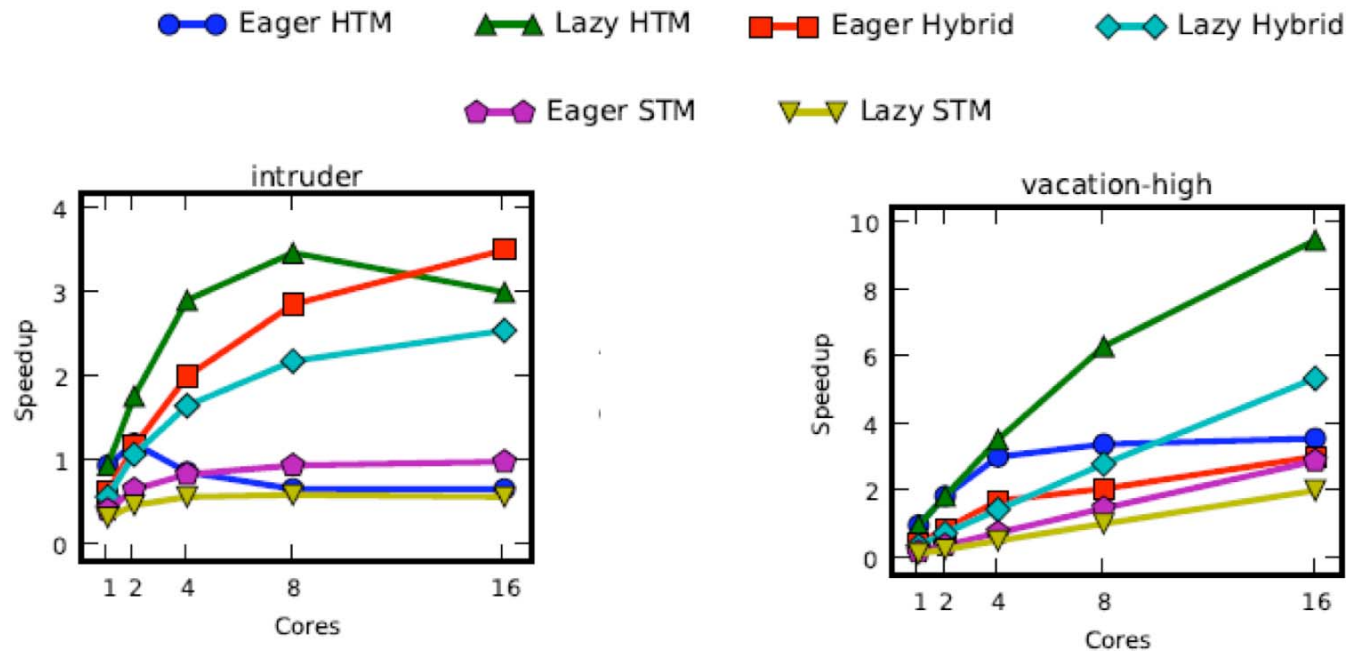 Eager HTM Lazy HTM Eager Hybrid Lazy Hybrid
Eager STM Lazy STM
intruder
4
3
2
1
0
Speedup
1 2 4 8 16
Cores
vacation-high
10
8
6
4
2
0
Speedup
1 2 4 8 16
Cores